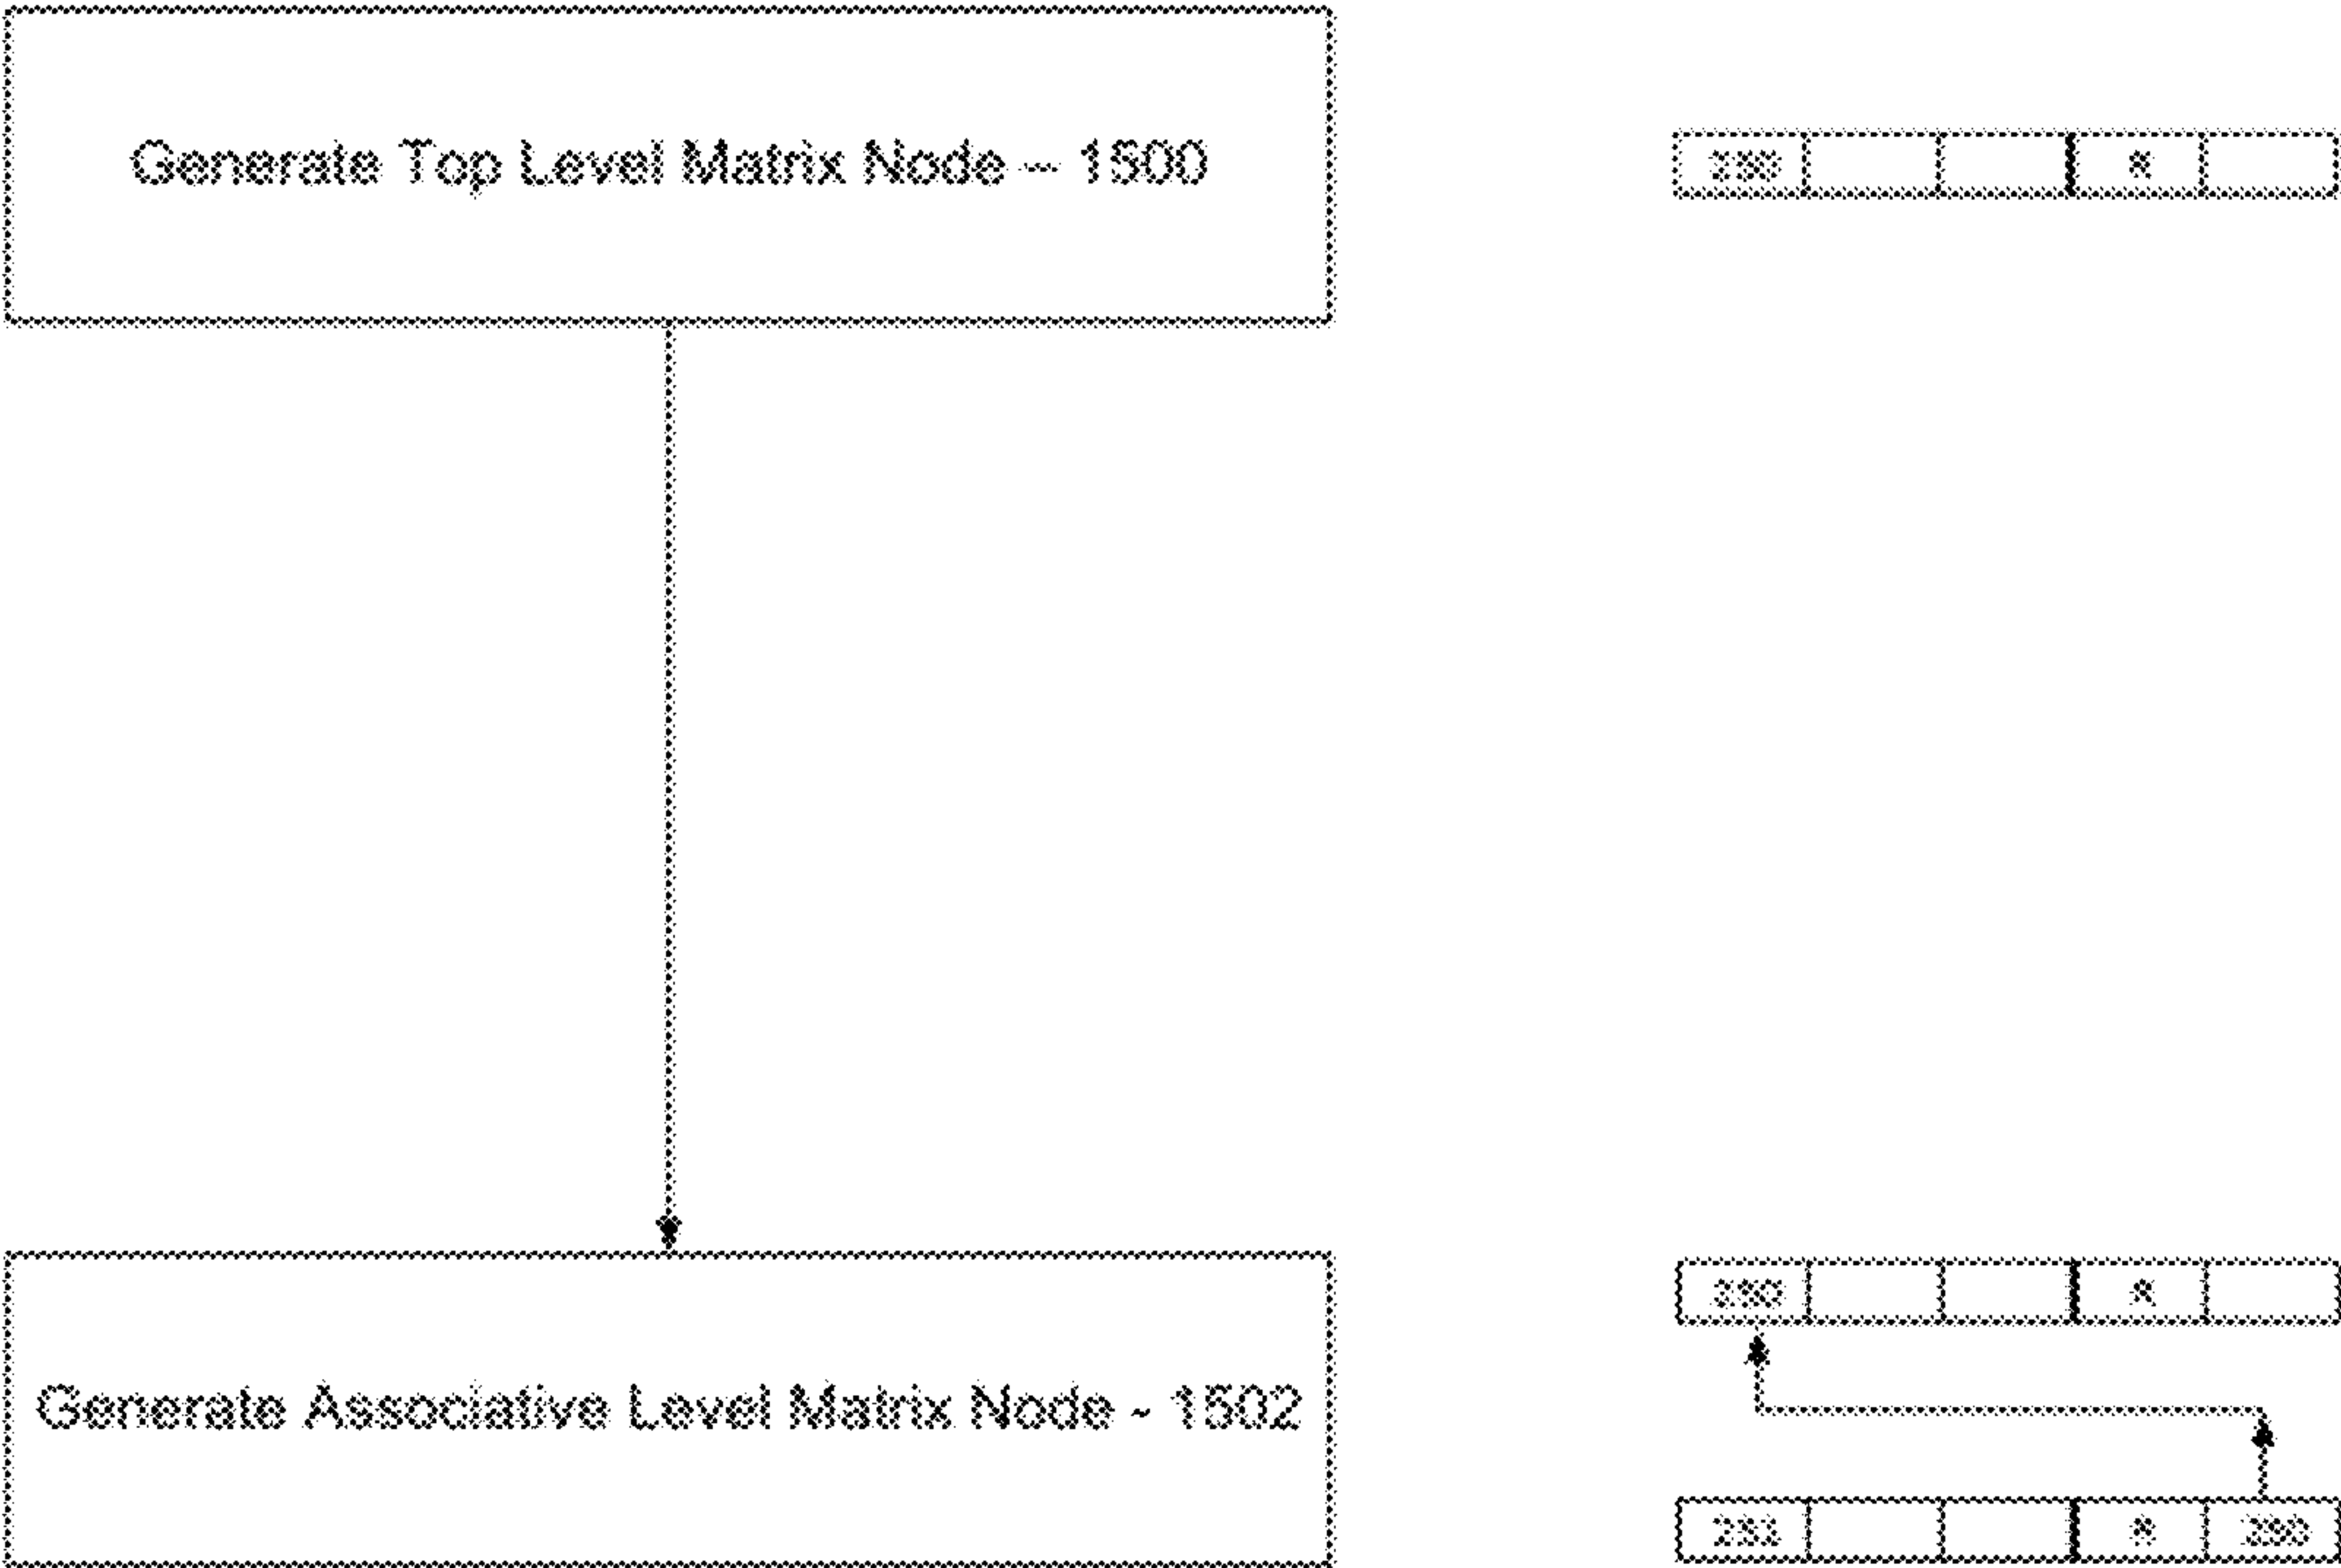 Generate Top Level Matrix Node -- 1500
Generate Associative Level Matrix Node - 1502